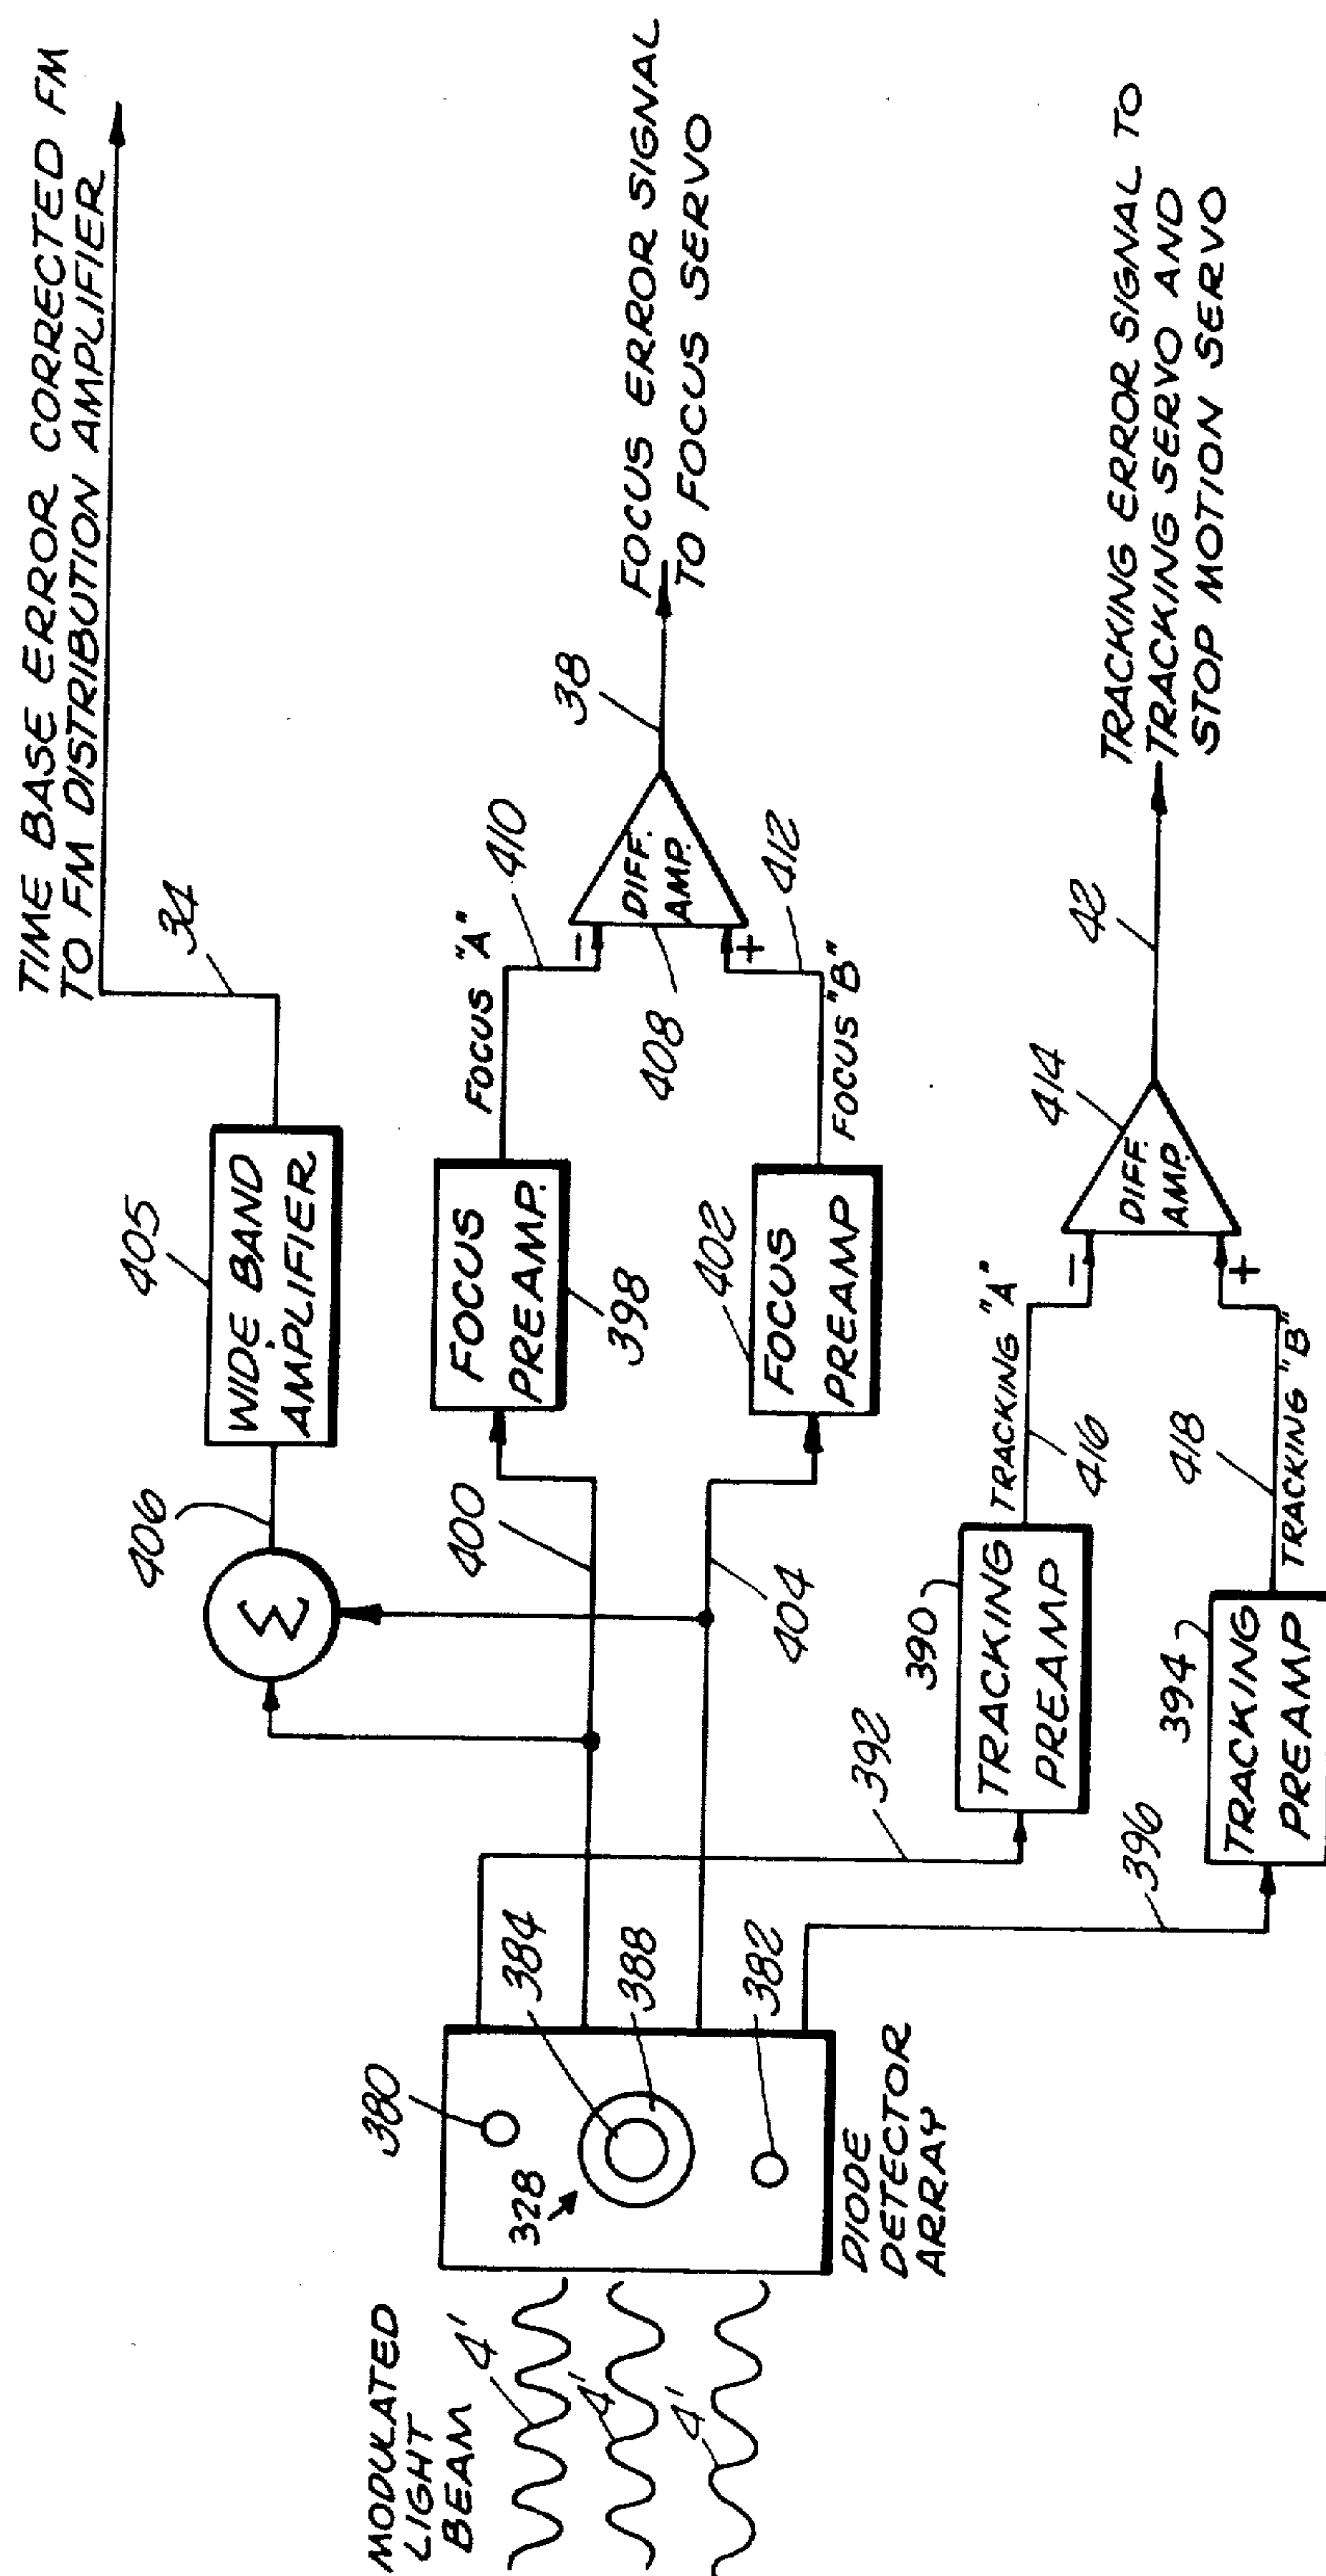 TIME BASE ERROR CORRECTED FM
TO FM DISTRIBUTION AMPLIFIER
34
405
WIDE BAND
AMPLIFIER
406
Σ
MODULATED
LIGHT
BEAM
4'
4'
4'
380
328
384
388
382
DIODE
DETECTOR
ARRAY
400
404
FOCUS
PREAMP.
398
402
FOCUS
PREAMP
FOCUS "A"
410
FOCUS "B"
412
408
–
+
DIFF.
AMP.
38
FOCUS ERROR SIGNAL
TO FOCUS SERVO
392
396
390
TRACKING
PREAMP
394
TRACKING
PREAMP
TRACKING "A"
416
418
TRACKING "B"
–
+
414
DIFF.
AMP.
42
TRACKING ERROR SIGNAL TO
TRACKING SERVO AND
STOP MOTION SERVO